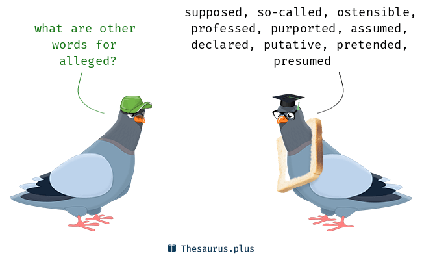 what are other
words for
alleged?
supposed, so-called, ostensible,
professed, purported, assumed,
declared, putative, pretended,
presumed
Thesaurus.plus